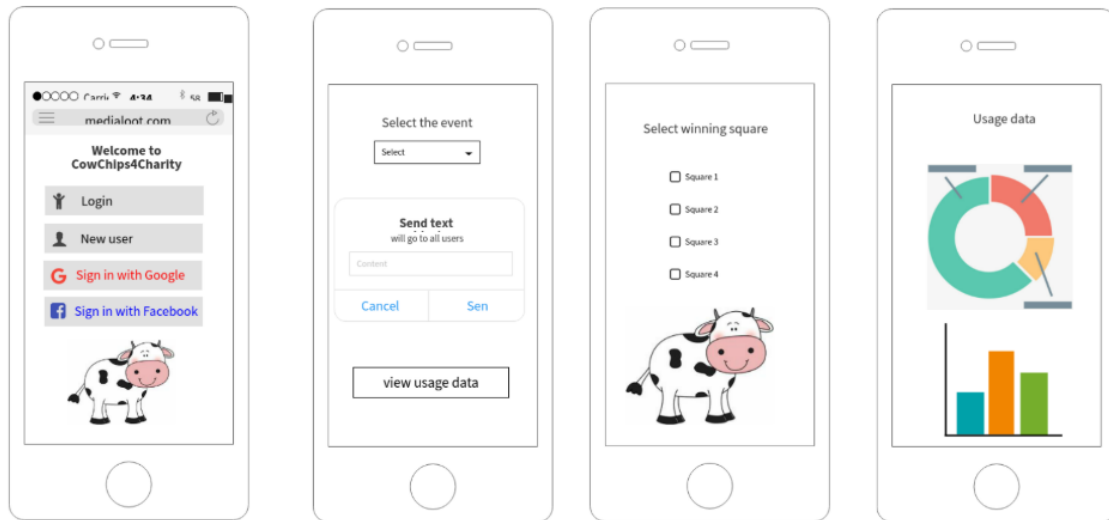 4:34
58
medialoot.com
Welcome to
CowChips4Charity
Login
New user
Sign in with Google
Sign in with Facebook
Select the event
Select
Send text
will go to all users
Content
Cancel
Sen
view usage data
Select winning square
Square 1
Square 2
Square 3
Square 4
Usage data